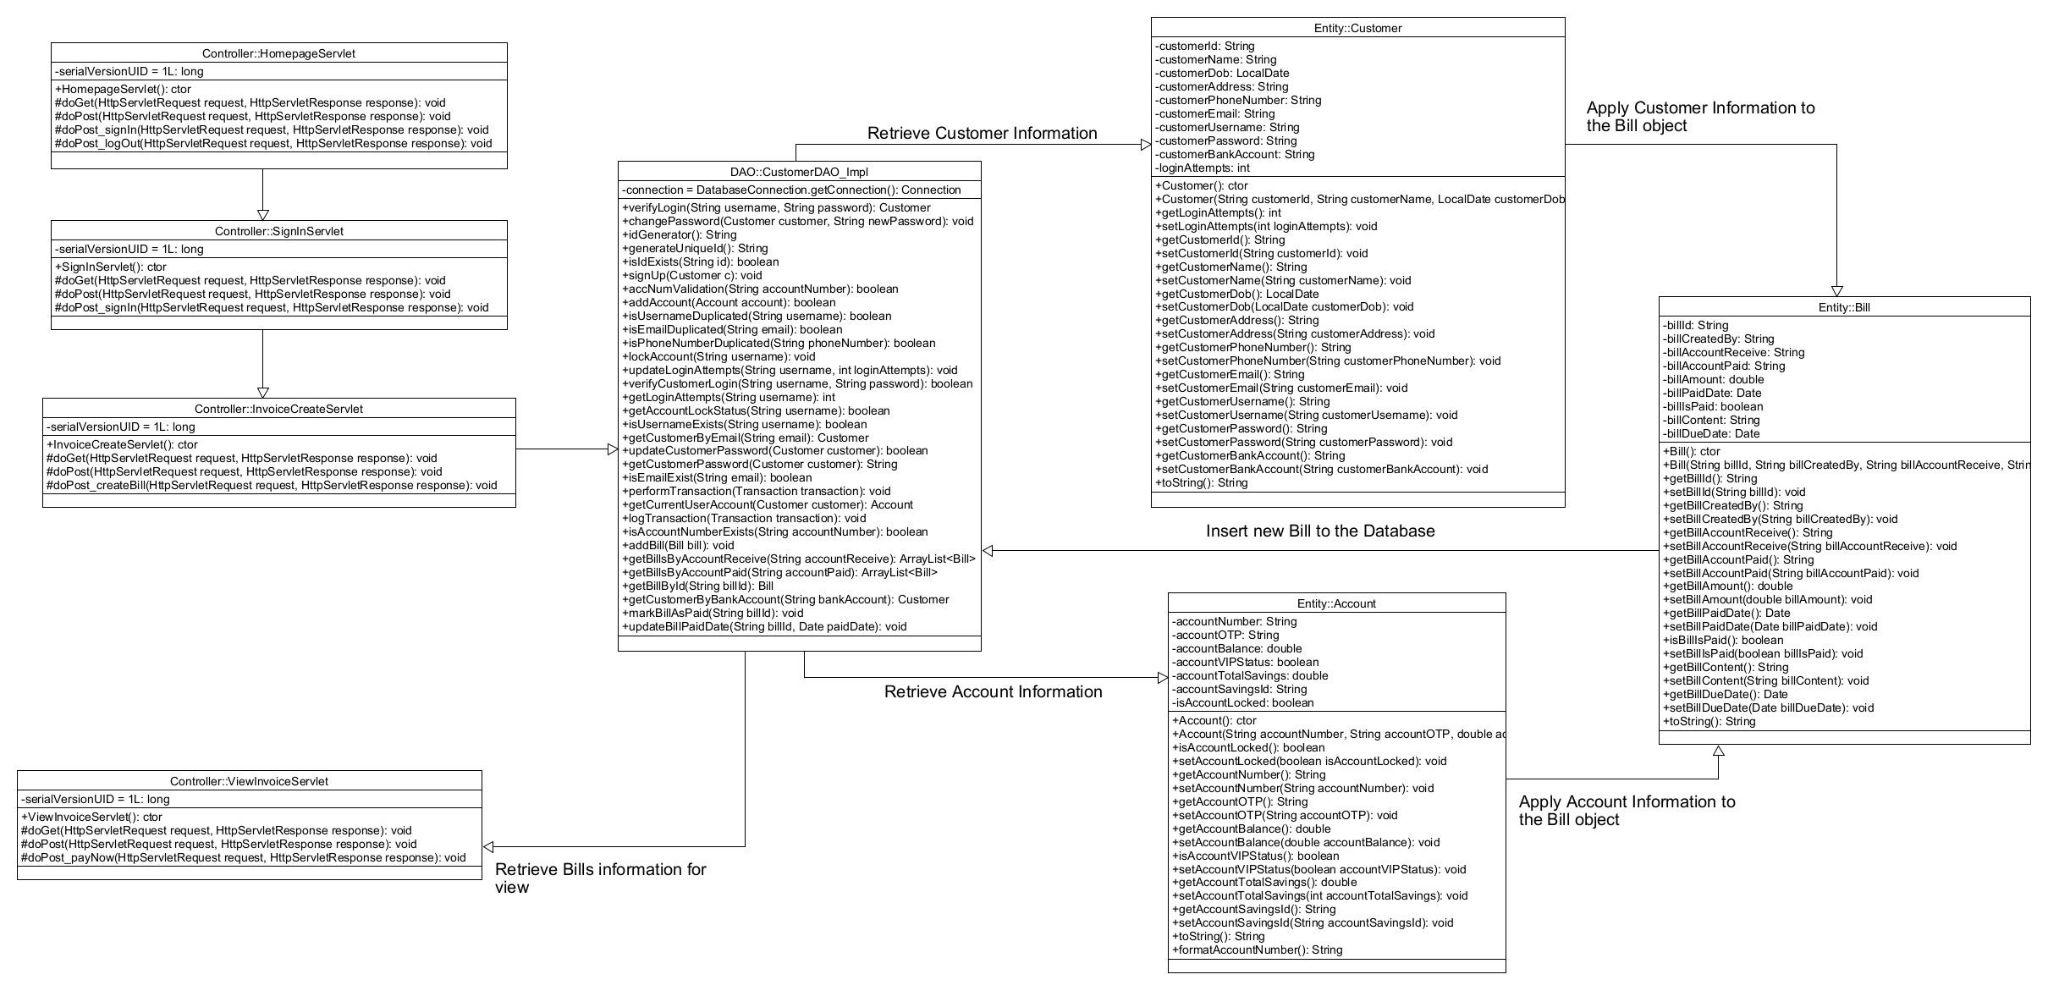 Controller::HomepageServlet
-serialVersionUID = 1L: long
+HomepageServlet(): ctor
#doGet(HttpServletRequest request, HttpServletResponse response): void
#doPost(HttpServletRequest request, HttpServletResponse response): void
#doPost_signIn(HttpServletRequest request, HttpServletResponse response): void
#doPost_logOut(HttpServletRequest request, HttpServletResponse response): void
Controller::SignInServlet
-serialVersionUID = 1L: long
+SignInServlet(): ctor
#doGet(HttpServletRequest request, HttpServletResponse response): void
#doPost(HttpServletRequest request, HttpServletResponse response): void
#doPost_signIn(HttpServletRequest request, HttpServletResponse response): void
Controller::InvoiceCreateServlet
-serialVersionUID = 1L: long
+InvoiceCreateServlet(): ctor
#doGet(HttpServletRequest request, HttpServletResponse response): void
#doPost(HttpServletRequest request, HttpServletResponse response): void
#doPost_createBill(HttpServletRequest request, HttpServletResponse response): void
Controller::ViewInvoiceServlet
-serialVersionUID = 1L: long
+ViewInvoiceServlet(): ctor
#doGet(HttpServletRequest request, HttpServletResponse response): void
#doPost(HttpServletRequest request, HttpServletResponse response): void
#doPost_payNow(HttpServletRequest request, HttpServletResponse response): void
Retrieve Bills information for
view
DAO::CustomerDAO_Impl
-connection = DatabaseConnection.getConnection(): Connection
+verifyLogin(String username, String password): Customer
+changePassword(Customer customer, String newPassword): void
+idGenerator(): String
+generateUniqueId(): String
+isIdExists(String id): boolean
+signUp(Customer c): void
+accNumValidation(String accountNumber): boolean
+addAccount(Account account): boolean
+isUsernameDuplicated(String username): boolean
+isEmailDuplicated(String email): boolean
+isPhoneNumberDuplicated(String phoneNumber): boolean
+lockAccount(String username): void
+updateLoginAttempts(String username, int loginAttempts): void
+verifyCustomerLogin(String username, String password): boolean
+getLoginAttempts(String username): int
+getAccountLockStatus(String username): boolean
+isUsernameExists(String username): boolean
+getCustomerByEmail(String email): Customer
+updateCustomerPassword(Customer customer): boolean
+getCustomerPassword(Customer customer): String
+isEmailExist(String email): boolean
+performTransaction(Transaction transaction): void
+getCurrentUserAccount(Customer customer): Account
+logTransaction(Transaction transaction): void
+isAccountNumberExists(String accountNumber): boolean
+addBill(Bill bill): void
+getBillsByAccountReceive(String accountReceive): ArrayList<Bill>
+getBillsByAccountPaid(String accountPaid): ArrayList<Bill>
+getBillById(String billId): Bill
+getCustomerByBankAccount(String bankAccount): Customer
+markBillAsPaid(String billId): void
+updateBillPaidDate(String billId, Date paidDate): void
Retrieve Customer Information
Entity::Customer
-customerId: String
-customerName: String
-customerDob: LocalDate
-customerAddress: String
-customerPhoneNumber: String
-customerEmail: String
-customerUsername: String
-customerPassword: String
-customerBankAccount: String
-loginAttempts: int
+Customer(): ctor
+Customer(String customerId, String customerName, LocalDate customerDob
+getLoginAttempts(): int
+setLoginAttempts(int loginAttempts): void
+getCustomerId(): String
+setCustomerId(String customerId): void
+getCustomerName(): String
+setCustomerName(String customerName): void
+getCustomerDob(): LocalDate
+setCustomerDob(LocalDate customerDob): void
+getCustomerAddress(): String
+setCustomerAddress(String customerAddress): void
+getCustomerPhoneNumber(): String
+setCustomerPhoneNumber(String customerPhoneNumber): void
+getCustomerEmail(): String
+setCustomerEmail(String customerEmail): void
+getCustomerUsername(): String
+setCustomerUsername(String customerUsername): void
+getCustomerPassword(): String
+setCustomerPassword(String customerPassword): void
+getCustomerBankAccount(): String
+setCustomerBankAccount(String customerBankAccount): void
+toString(): String
Insert new Bill to the Database
Retrieve Account Information
Entity::Account
-accountNumber: String
-accountOTP: String
-accountBalance: double
-accountVIPStatus: boolean
-accountTotalSavings: double
-accountSavingsId: String
-isAccountLocked: boolean
+Account(): ctor
+Account(String accountNumber, String accountOTP, double ac
+isAccountLocked(): boolean
+setAccountLocked(boolean isAccountLocked): void
+getAccountNumber(): String
+setAccountNumber(String accountNumber): void
+getAccountOTP(): String
+setAccountOTP(String accountOTP): void
+getAccountBalance(): double
+setAccountBalance(double accountBalance): void
+isAccountVIPStatus(): boolean
+setAccountVIPStatus(boolean accountVIPStatus): void
+getAccountTotalSavings(): double
+setAccountTotalSavings(int accountTotalSavings): void
+getAccountSavingsId(): String
+setAccountSavingsId(String accountSavingsId): void
+toString(): String
+formatAccountNumber(): String
Apply Customer Information to
the Bill object
Entity::Bill
-billId: String
-billCreatedBy: String
-billAccountReceive: String
-billAccountPaid: String
-billAmount: double
-billPaidDate: Date
-billIsPaid: boolean
-billContent: String
-billDueDate: Date
+Bill(): ctor
+Bill(String billId, String billCreatedBy, String billAccountReceive, Strin
+getBillId(): String
+setBillId(String billId): void
+getBillCreatedBy(): String
+setBillCreatedBy(String billCreatedBy): void
+getBillAccountReceive(): String
+setBillAccountReceive(String billAccountReceive): void
+getBillAccountPaid(): String
+setBillAccountPaid(String billAccountPaid): void
+getBillAmount(): double
+setBillAmount(double billAmount): void
+getBillPaidDate(): Date
+setBillPaidDate(Date billPaidDate): void
+isBillIsPaid(): boolean
+setBillIsPaid(boolean billIsPaid): void
+getBillContent(): String
+setBillContent(String billContent): void
+getBillDueDate(): Date
+setBillDueDate(Date billDueDate): void
+toString(): String
Apply Account Information to
the Bill object